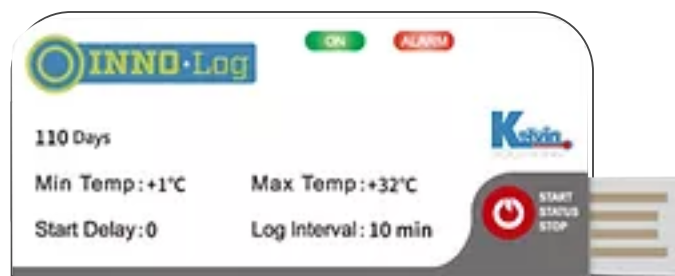 ON ALARM
INNO·Log
Kelvin
110 Days
Min Temp:+1°C Max Temp:+32°C
Start Delay:0 Log Interval:10 min
START
STATUS
STOP